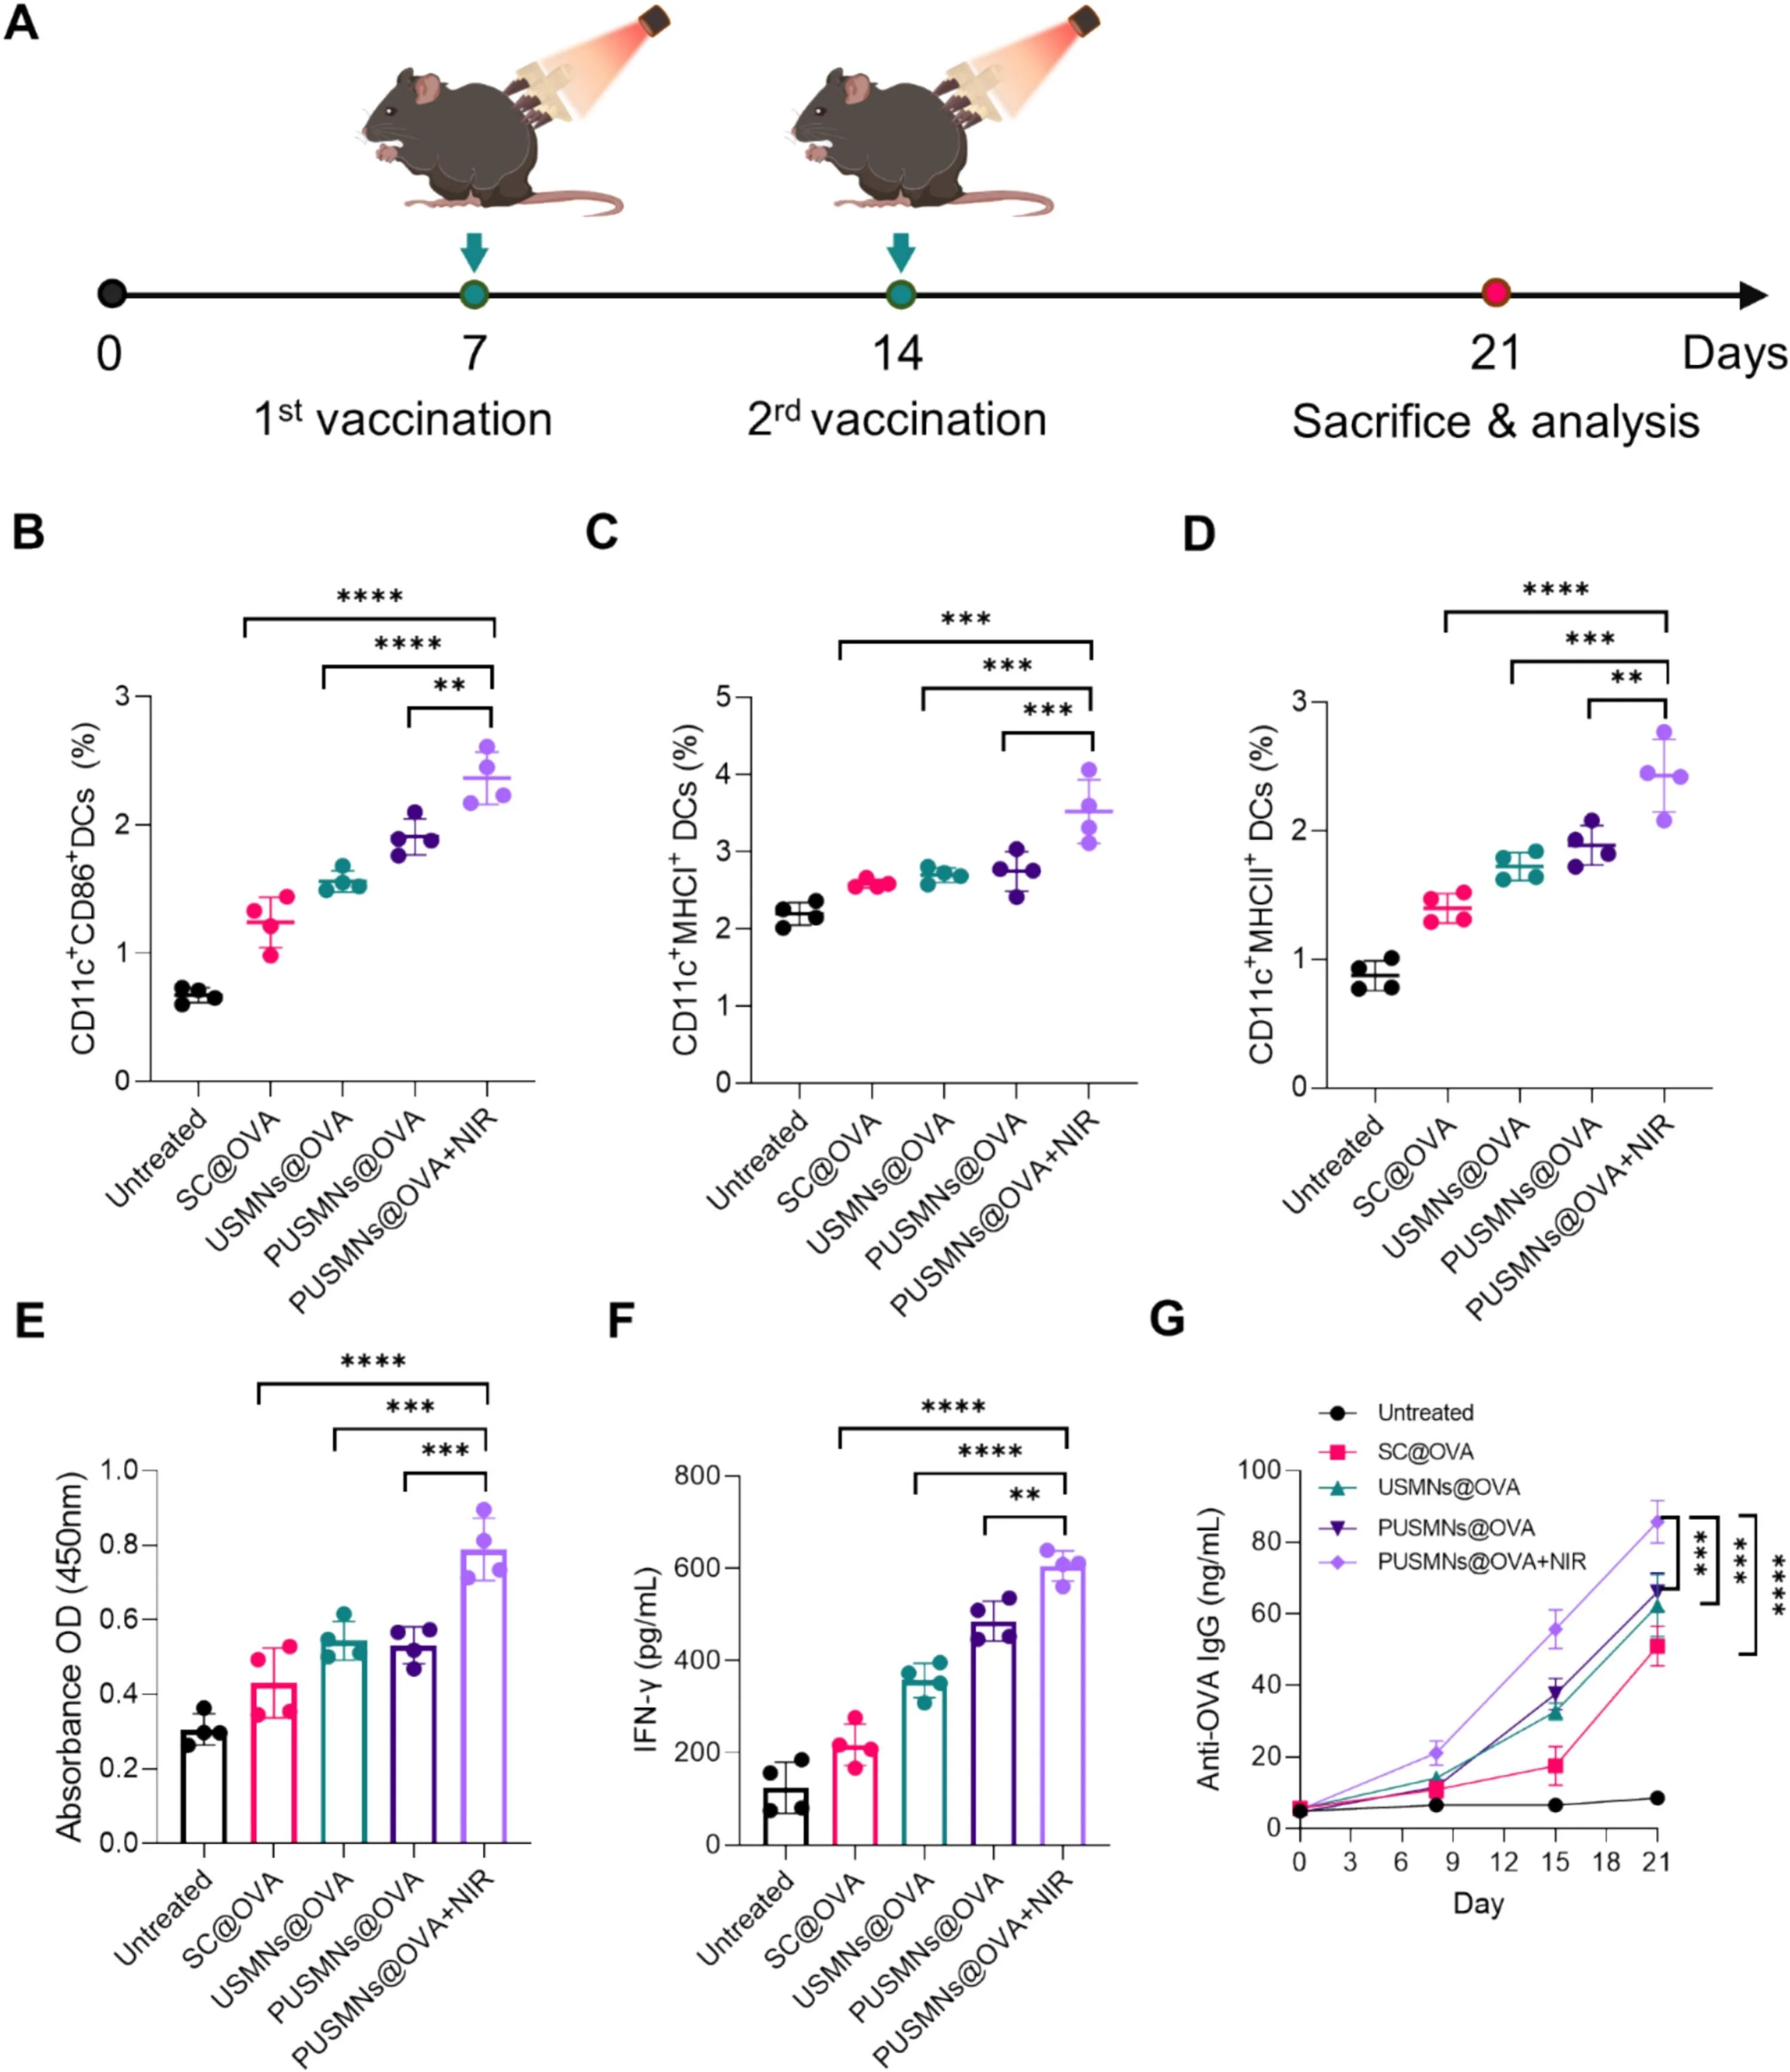 A
0 7 14 21 Days
1st vaccination 2rd vaccination Sacrifice & analysis
B
****
****
**
CD11c+CD86+DCs (%)
3
2
1
0
Untreated
SC@OVA
USMNs@OVA
PUSMNs@OVA
PUSMNs@OVA+NIR
C
***
***
***
CD11c+MHCI+ DCs (%)
5
4
3
2
1
0
Untreated
SC@OVA
USMNs@OVA
PUSMNs@OVA
PUSMNs@OVA+NIR
D
****
***
**
CD11c+MHCII+ DCs (%)
3
2
1
0
Untreated
SC@OVA
USMNs@OVA
PUSMNs@OVA
PUSMNs@OVA+NIR
E
****
***
***
Absorbance OD (450nm)
1.0
0.8
0.6
0.4
0.2
0.0
Untreated
SC@OVA
USMNs@OVA
PUSMNs@OVA
PUSMNs@OVA+NIR
F
****
****
**
IFN-γ (pg/mL)
800
600
400
200
0
Untreated
SC@OVA
USMNs@OVA
PUSMNs@OVA
PUSMNs@OVA+NIR
G
Untreated
SC@OVA
USMNs@OVA
PUSMNs@OVA
PUSMNs@OVA+NIR
Anti-OVA IgG (ng/mL)
100
80
60
40
20
0
0 3 6 9 12 15 18 21
Day
***
***
****